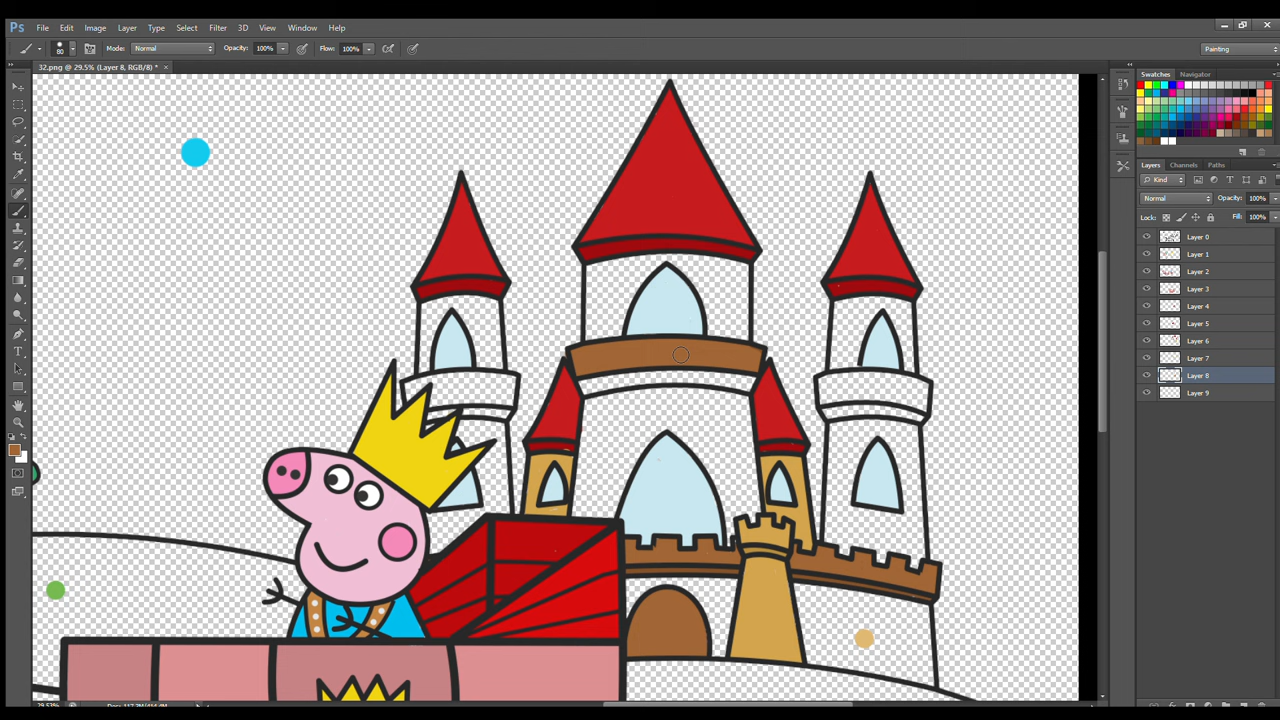 Ps File Edit Image Layer Type Select Filter 3D View Window Help
80 Mode: Normal Opacity: 100% Flow: 100% Painting
32.png @ 29.5% (Layer 8, RGB/8) * ×
Swatches Navigator
Layers Channels Paths
Kind
Normal Opacity: 100%
Lock: Fill: 100%
Layer 0
Layer 1
Layer 2
Layer 3
Layer 4
Layer 5
Layer 6
Layer 7
Layer 8
Layer 9